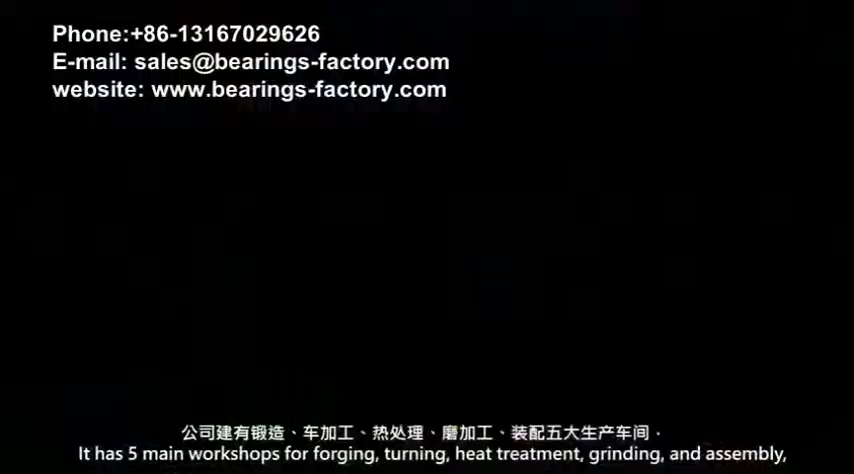 Phone:+86-13167029626
E-mail: sales@bearings-factory.com
website: www.bearings-factory.com
公司建有锻造、车加工、热处理、磨加工、装配五大生产车间．
It has 5 main workshops for forging, turning, heat treatment, grinding, and assembly,